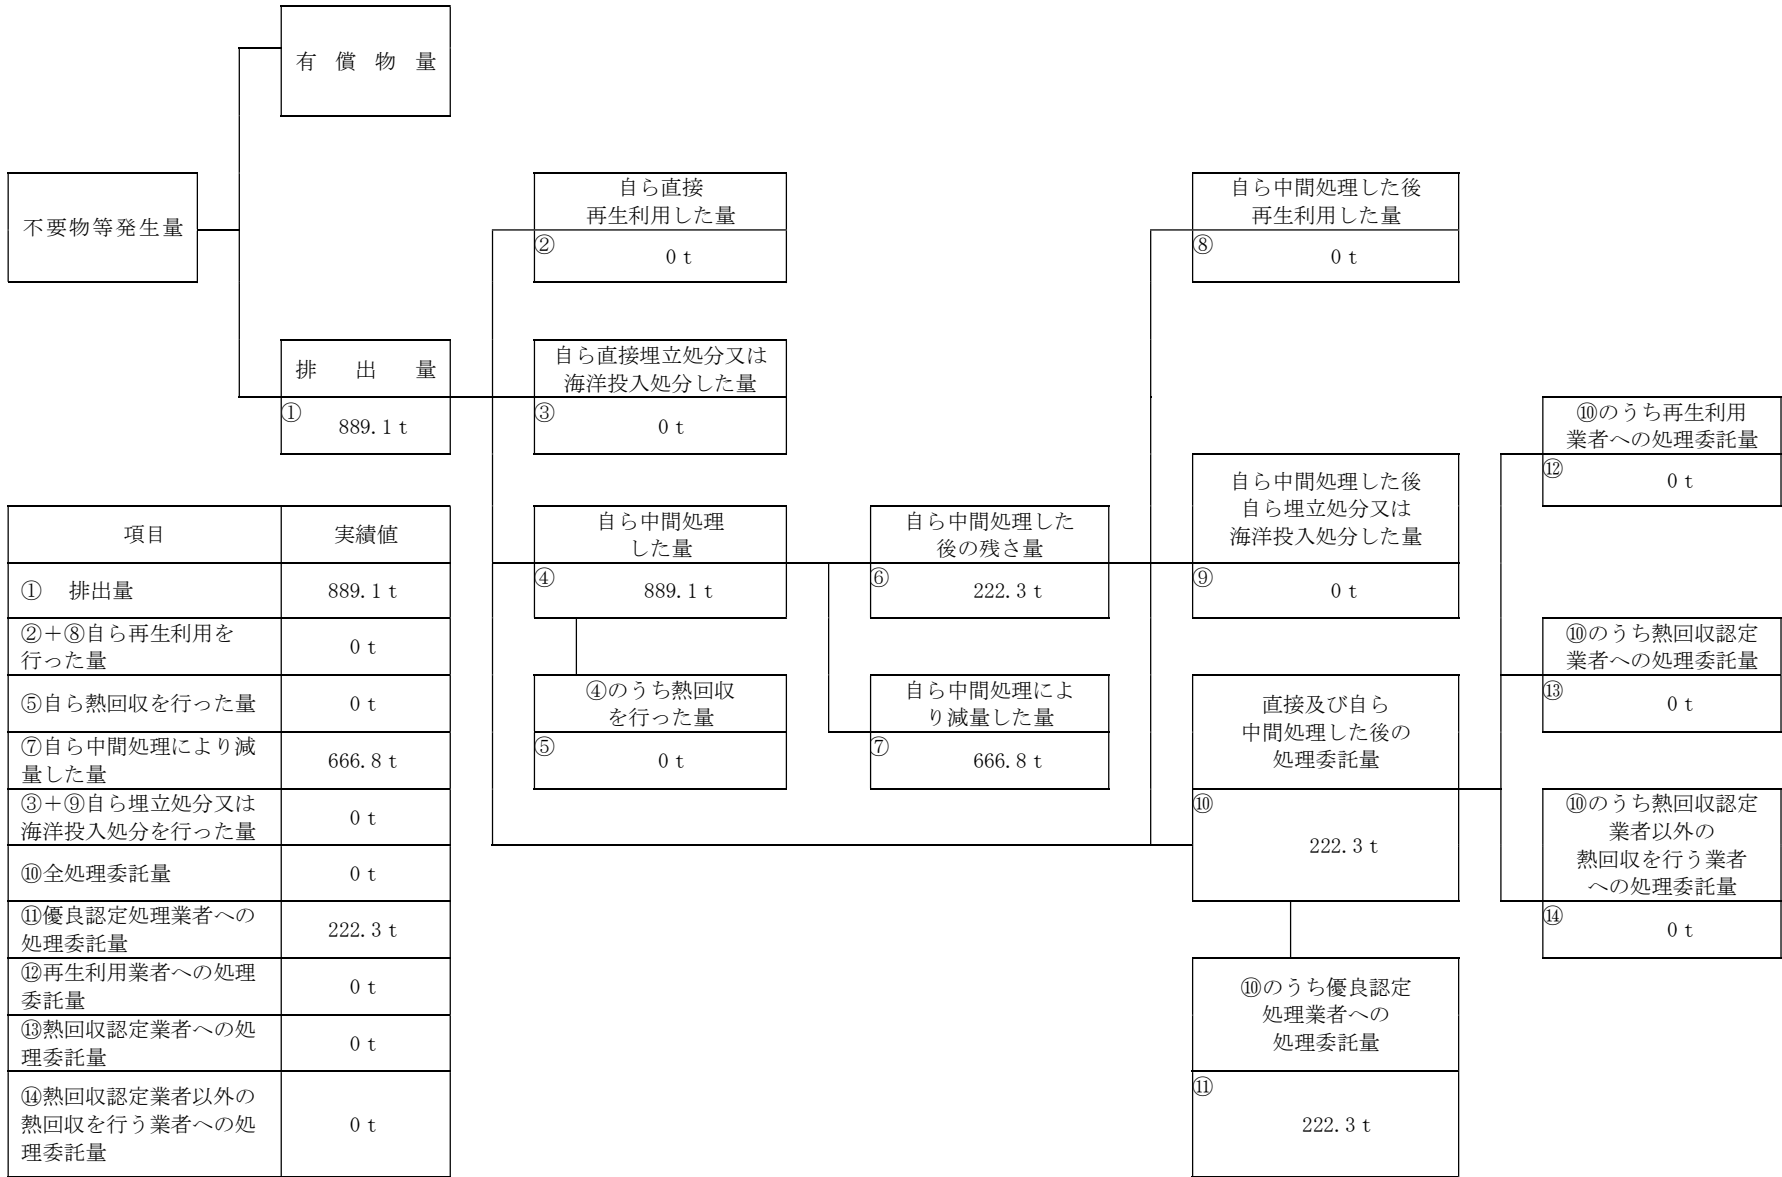 有償物量
不要物等発生量
排出量
①
889.1 t
自ら直接
再生利用した量
②
0 t
自ら直接埋立処分又は
海洋投入処分した量
③
0 t
自ら中間処理
した量
④
889.1 t
④のうち熱回収
を行った量
⑤
0 t
自ら中間処理した
後の残さ量
⑥
222.3 t
自ら中間処理によ
り減量した量
⑦
666.8 t
自ら中間処理した後
再生利用した量
⑧
0 t
自ら中間処理した後
自ら埋立処分又は
海洋投入処分した量
⑨
0 t
直接及び自ら
中間処理した後の
処理委託量
⑩
222.3 t
⑩のうち優良認定
処理業者への
処理委託量
⑪
222.3 t
⑩のうち再生利用
業者への処理委託量
⑫
0 t
⑩のうち熱回収認定
業者への処理委託量
⑬
0 t
⑩のうち熱回収認定
業者以外の
熱回収を行う業者
への処理委託量
⑭
0 t
項目 実績値
① 排出量 889.1 t
②＋⑧自ら再生利用を
行った量
0 t
⑤自ら熱回収を行った量 0 t
⑦自ら中間処理により減
量した量
666.8 t
③＋⑨自ら埋立処分又は
海洋投入処分を行った量
0 t
⑩全処理委託量 0 t
⑪優良認定処理業者への
処理委託量
222.3 t
⑫再生利用業者への処理
委託量
0 t
⑬熱回収認定業者への処
理委託量
0 t
⑭熱回収認定業者以外の
熱回収を行う業者への処
理委託量
0 t